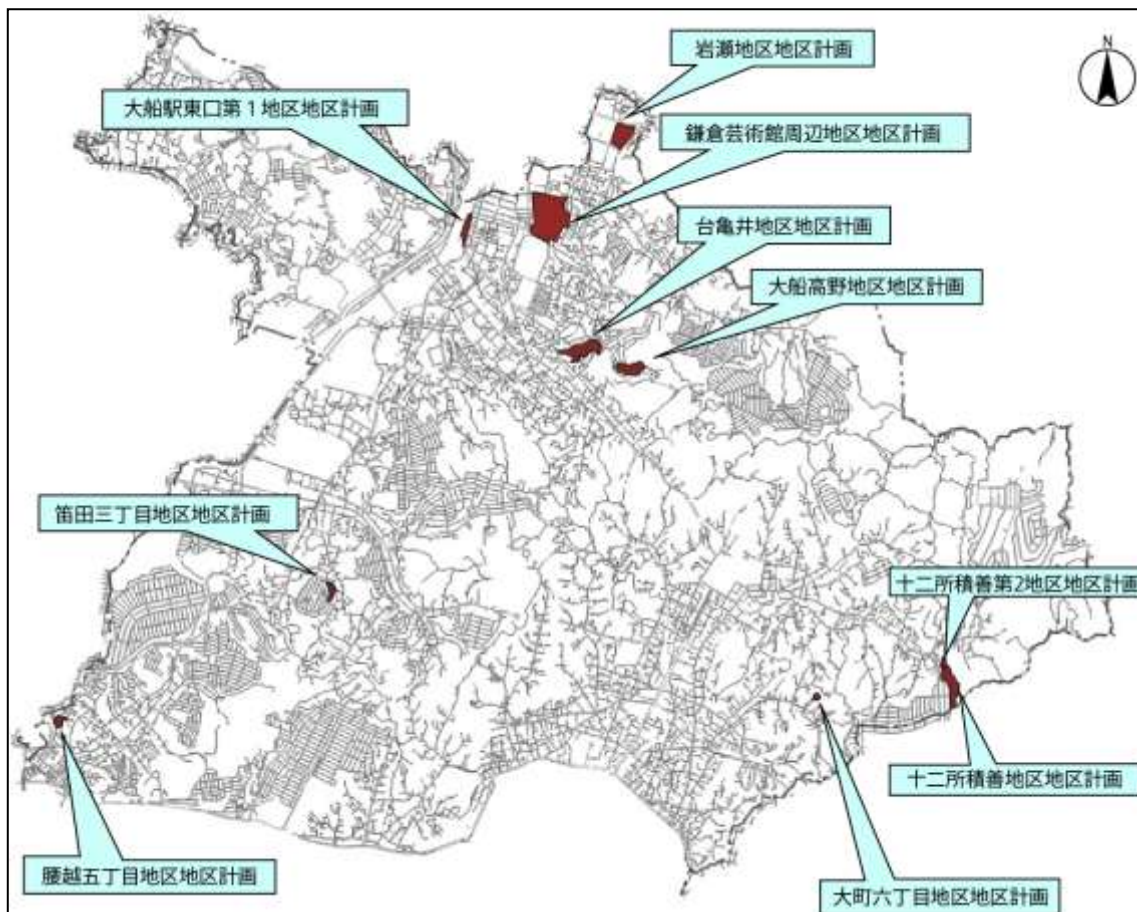 岩瀬地区地区計画
N
大船駅東口第１地区地区計画
鎌倉芸術館周辺地区地区計画
台亀井地区地区計画
大船高野地区地区計画
笛田三丁目地区地区計画
十二所積善第2地区地区計画
十二所積善地区地区計画
腰越五丁目地区地区計画
大町六丁目地区地区計画